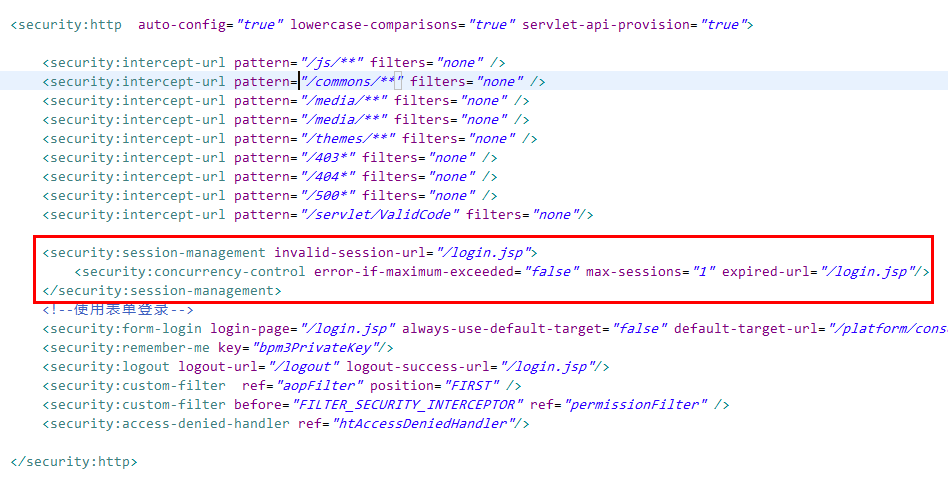 <security:http  auto-config="true" lowercase-comparisons="true" servlet-api-provision="true">
<security:intercept-url pattern="/js/**" filters="none" />
<security:intercept-url pattern="/commons/**" filters="none" />
<security:intercept-url pattern="/media/**" filters="none" />
<security:intercept-url pattern="/media/**" filters="none" />
<security:intercept-url pattern="/themes/**" filters="none" />
<security:intercept-url pattern="/403*" filters="none" />
<security:intercept-url pattern="/404*" filters="none" />
<security:intercept-url pattern="/500*" filters="none" />
<security:intercept-url pattern="/servlet/ValidCode" filters="none"/>
<security:session-management invalid-session-url="/login.jsp">
<security:concurrency-control error-if-maximum-exceeded="false" max-sessions="1" expired-url="/login.jsp"/>
</security:session-management>
<!--使用表单登录-->
<security:form-login login-page="/login.jsp" always-use-default-target="false" default-target-url="/platform/cons
<security:remember-me key="bpm3PrivateKey"/>
<security:logout logout-url="/logout" logout-success-url="/login.jsp"/>
<security:custom-filter  ref="aopFilter" position="FIRST" />
<security:custom-filter before="FILTER_SECURITY_INTERCEPTOR" ref="permissionFilter" />
<security:access-denied-handler ref="htAccessDeniedHandler"/>
</security:http>